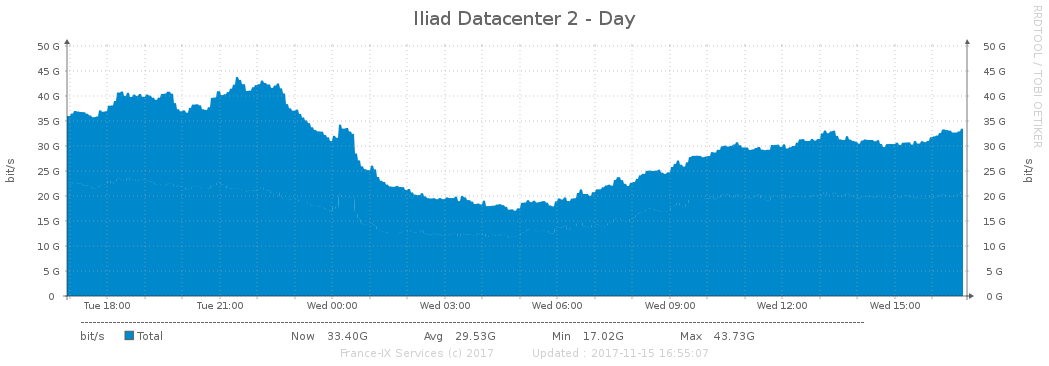 Iliad Datacenter 2 - Day
RRDTOOL / TOBI OETIKER
bit/s
50 G 50 G
45 G 45 G
40 G 40 G
35 G 35 G
30 G 30 G
25 G 25 G
20 G 20 G
15 G 15 G
10 G 10 G
5 G 5 G
0 0 G
bit/s
Tue 18:00 Tue 21:00 Wed 00:00 Wed 03:00 Wed 06:00 Wed 09:00 Wed 12:00 Wed 15:00
bit/s Total Now 33.40G Avg 29.53G Min 17.02G Max 43.73G
France-IX Services (c) 2017 Updated : 2017-11-15 16:55:07